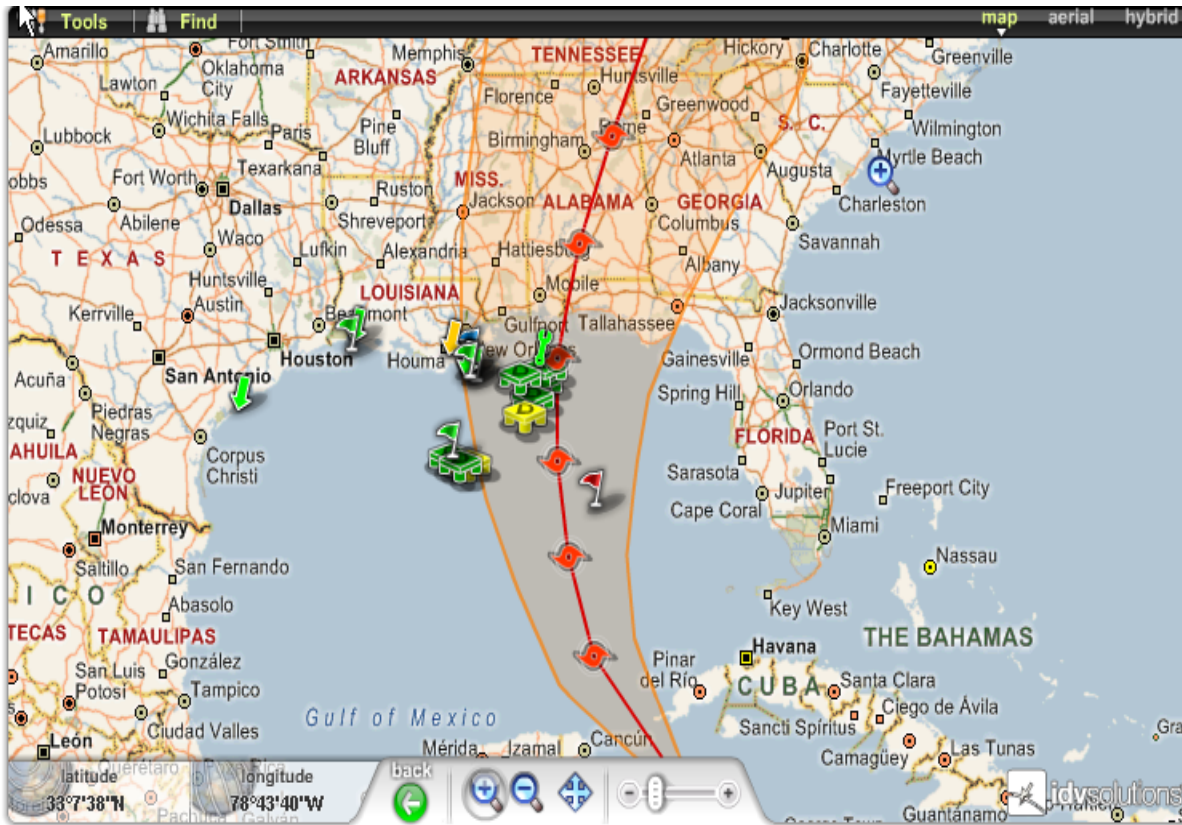 Tools
Find
map
aerial
hybrid
Amarillo
Fort Smith
Memphis
TENNESSEE
Hickory
Charlotte
Greenville
Oklahoma
City
ARKANSAS
Huntsville
Lawton
Florence
Greenwood
Fayetteville
Wichita Falls
Pine
Bluff
Rome
S. C.
Wilmington
Lubbock
Paris
Birmingham
Atlanta
Myrtle Beach
Texarkana
Augusta
Fort Worth
MISS.
Ruston
Dallas
Jackson
ALABAMA
GEORGIA
Charleston
Odessa
Abilene
Shreveport
Columbus
Waco
Savannah
TEXAS
Lufkin
Alexandria
Hattiesburg
Albany
Huntsville
LOUISIANA
Mobile
Austin
Jacksonville
Kerrville
Beaumont
Gulfport
Tallahassee
Houston
Houma
New Orleans
Gainesville
Ormond Beach
Acuña
San Antonio
Spring Hill
Orlando
Piedras
Negras
FLORIDA
Port St.
Lucie
Corpus
Christi
Sarasota
NUEVO
LEÓN
Jupiter
Freeport City
Cape Coral
Monterrey
Miami
Saltillo
San Fernando
Nassau
Abasolo
Key West
TAMAULIPAS
THE BAHAMAS
Havana
San Luis
Potosí
González
Pinar
del Río
CUBA
Santa Clara
Tampico
Ciego de Ávila
Gulf of Mexico
Sancti Spíritus
Ciudad Valles
León
Mérida
Izamal
Cancún
Camagüey
Las Tunas
Querétaro
latitude
longitude
back
33°7'38"N
78°43'40"W
idvsolutions
Guantánamo